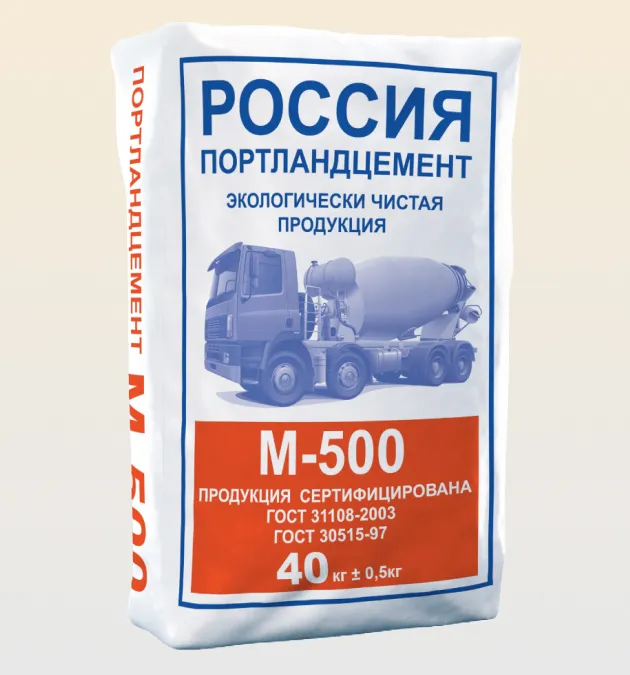 РОССИЯ
ПОРТЛАНДЦЕМЕНТ
ЭКОЛОГИЧЕСКИ ЧИСТАЯ
ПРОДУКЦИЯ
М-500
ПРОДУКЦИЯ СЕРТИФИЦИРОВАНА
ГОСТ 31108-2003
ГОСТ 30515-97
40 кг ± 0,5кг
ПОРТЛАНДЦЕМЕНТ М 500